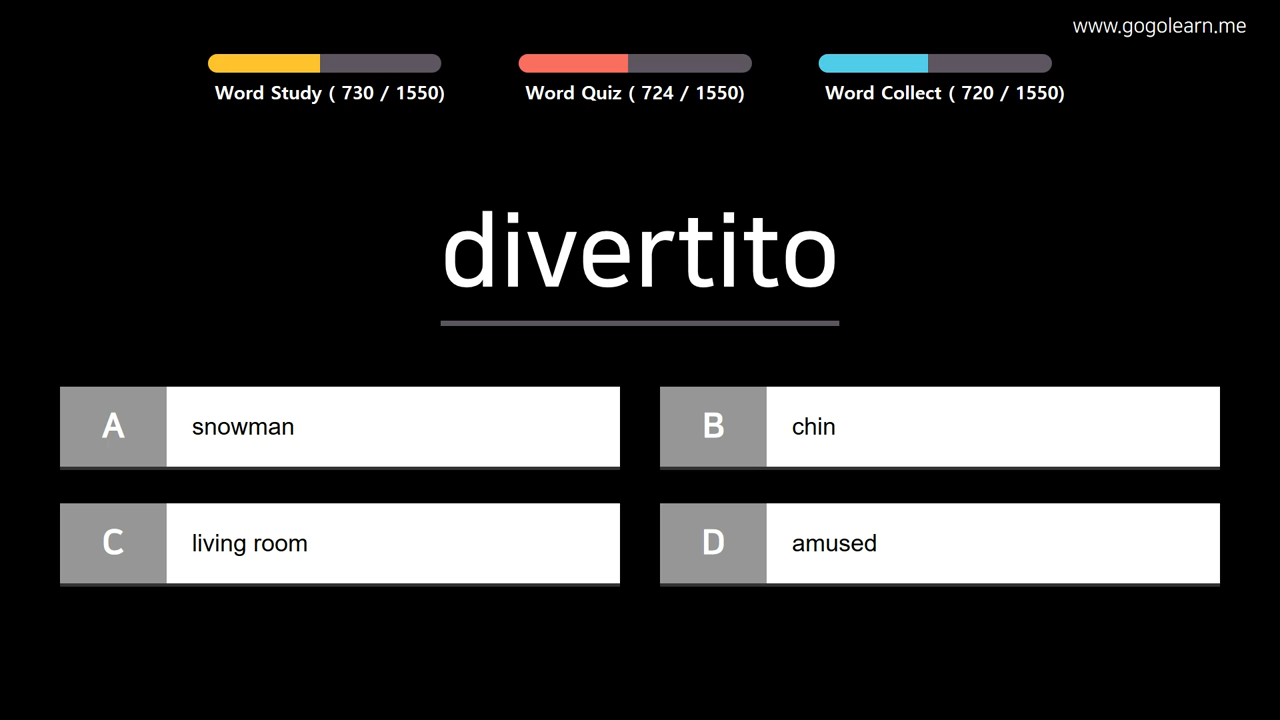 www.gogolearn.me
Word Study ( 730 / 1550)
Word Quiz ( 724 / 1550)
Word Collect ( 720 / 1550)
divertito
A
snowman
B
chin
C
living room
D
amused